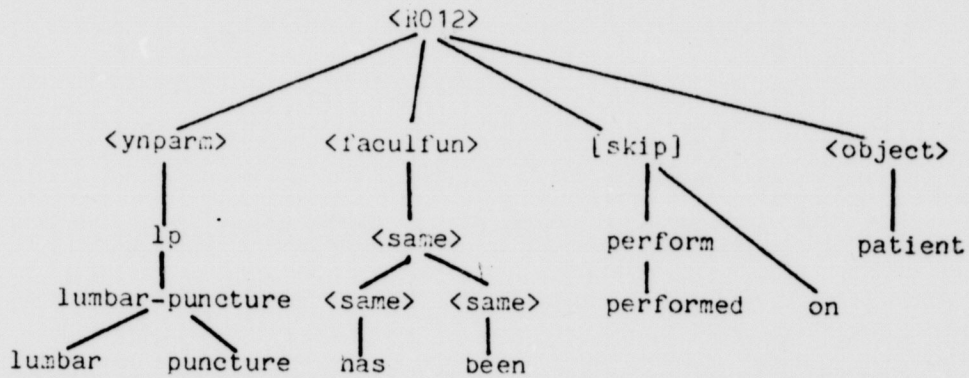 <R012>
<ynparm> <faculfun> [skip] <object>
lp <same> perform patient
lumbar-puncture <same> <same> performed on
lumbar puncture has been